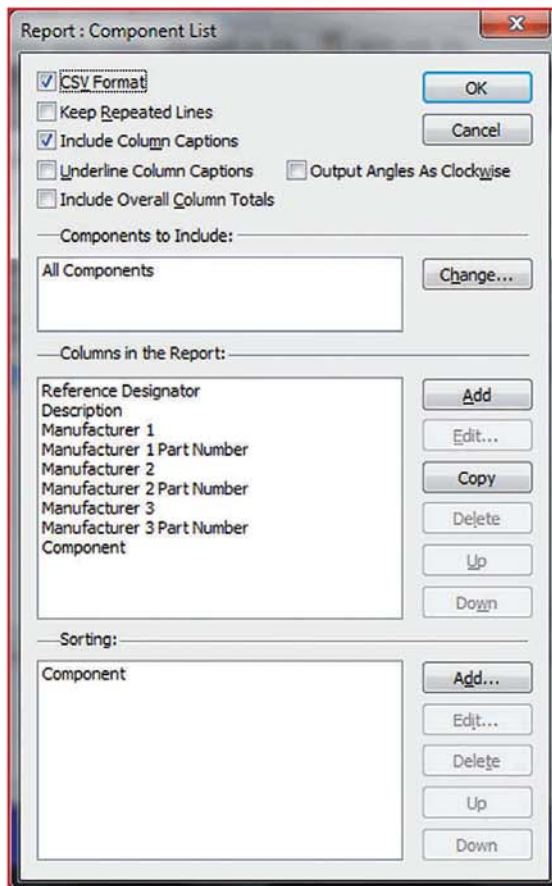 Report : Component List
CSV Format
OK
Keep Repeated Lines
Include Column Captions
Cancel
Underline Column Captions
Output Angles As Clockwise
Include Overall Column Totals
Components to Include:
All Components
Change...
Columns in the Report:
Reference Designator
Description
Manufacturer 1
Manufacturer 1 Part Number
Manufacturer 2
Manufacturer 2 Part Number
Manufacturer 3
Manufacturer 3 Part Number
Component
Add
Edit...
Copy
Delete
Up
Down
Sorting:
Component
Add...
Edit...
Delete
Up
Down